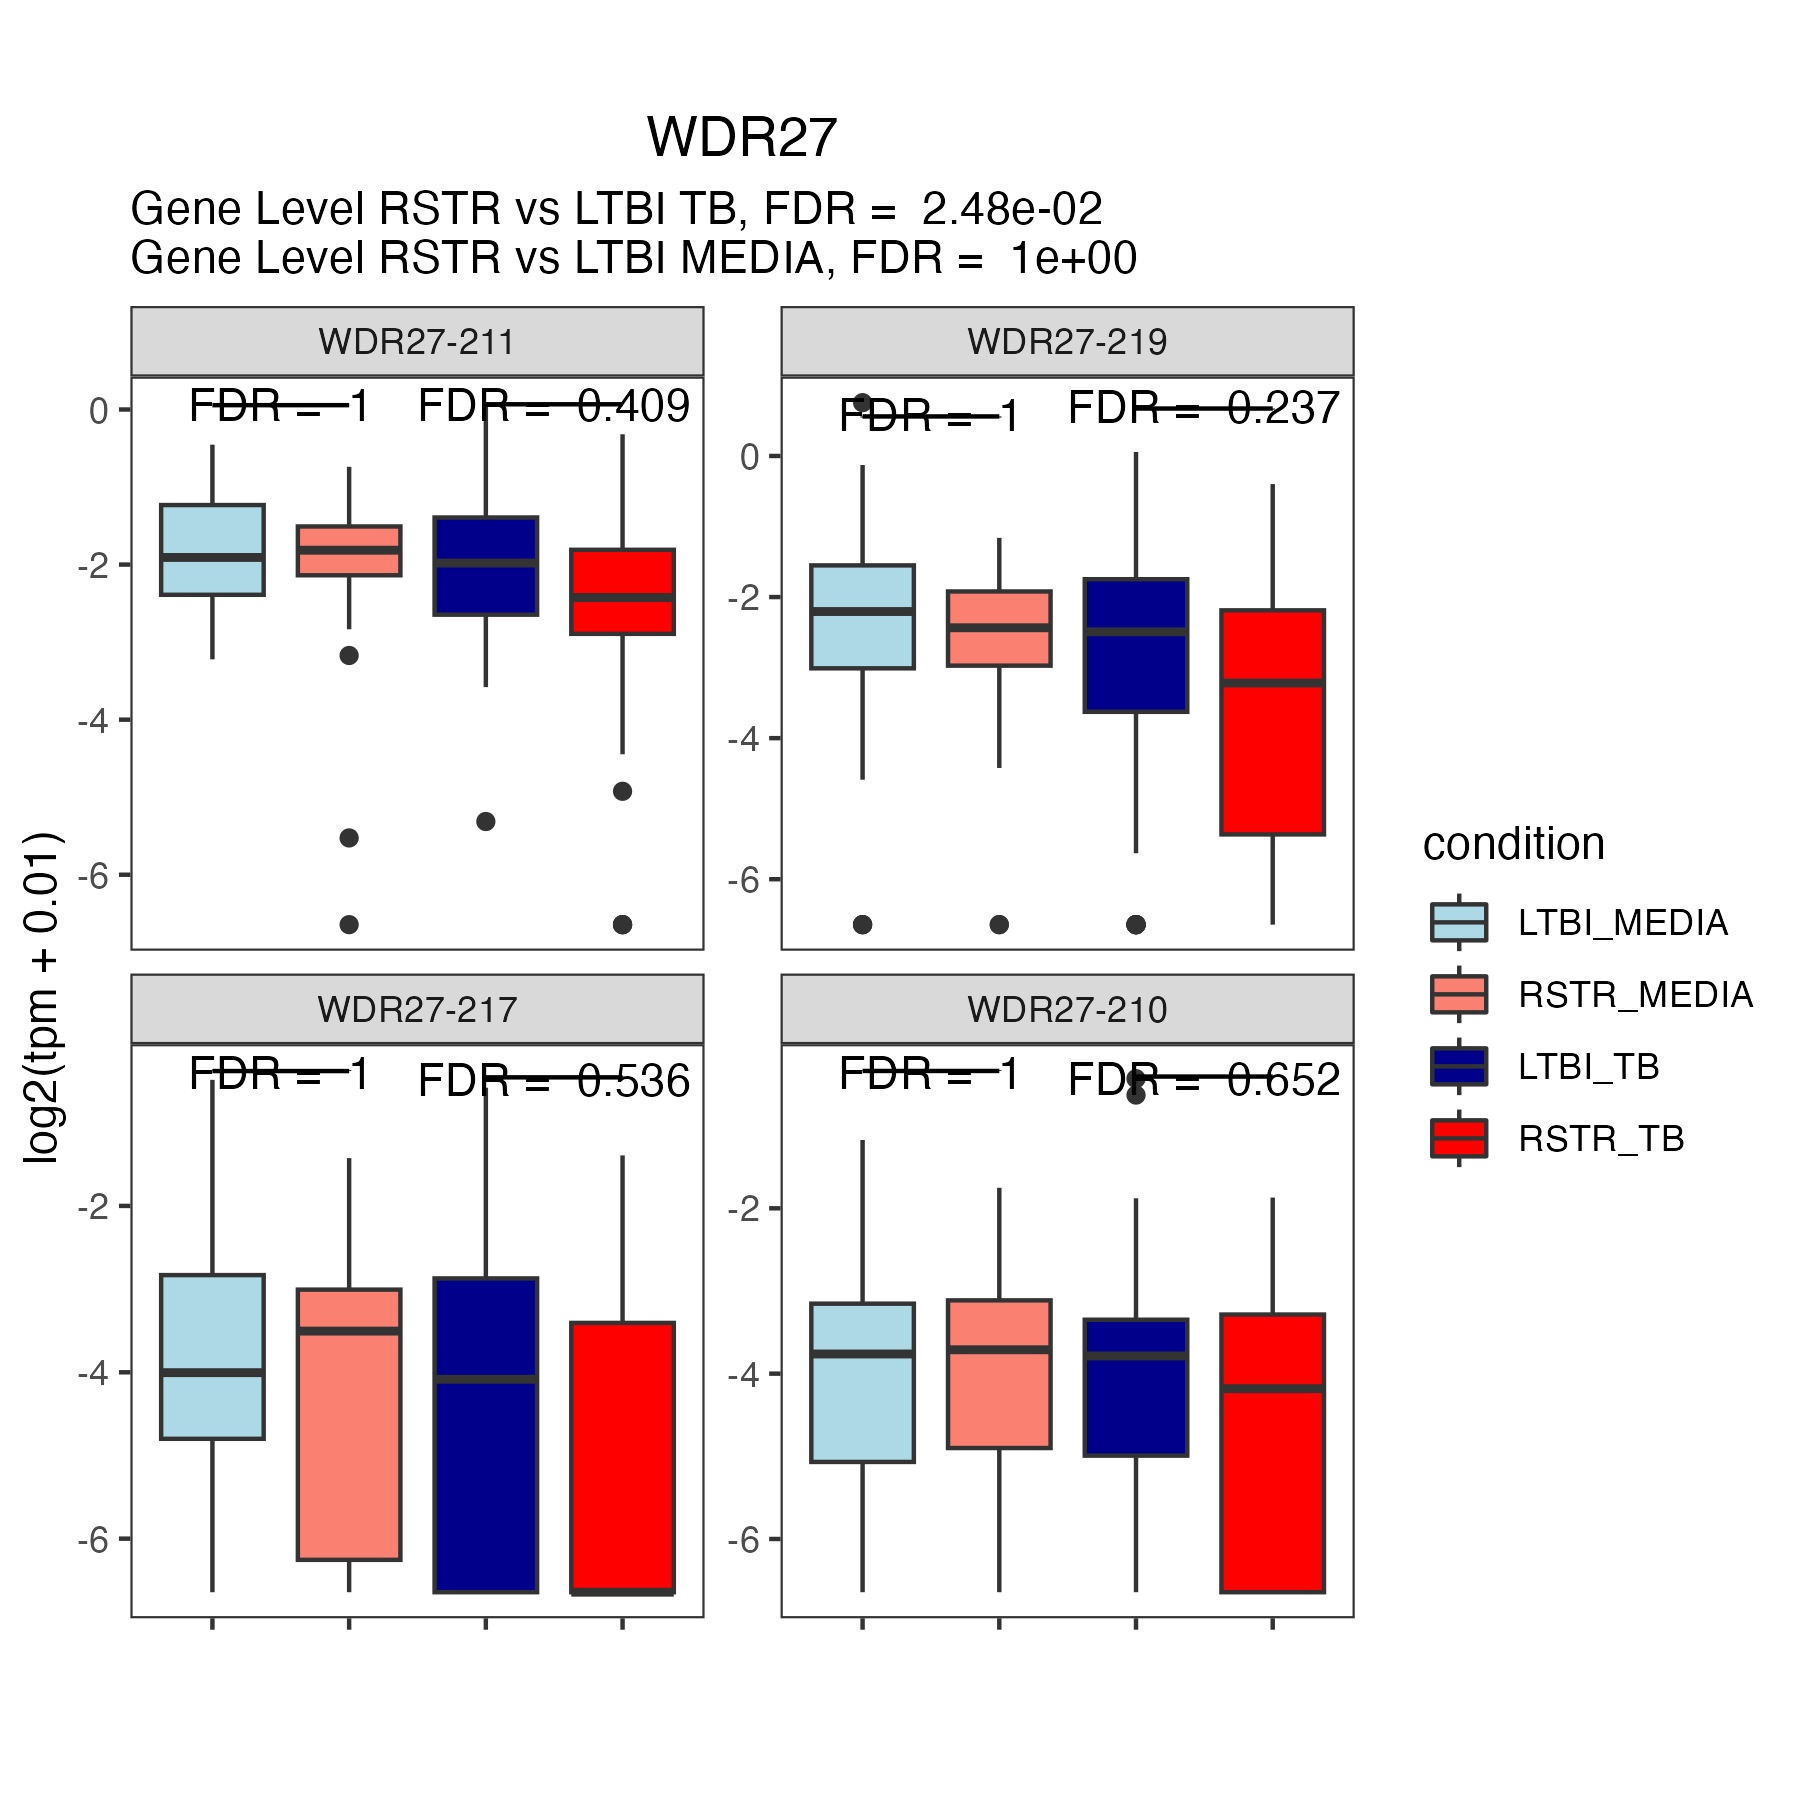 WDR27
Gene Level RSTR vs LTBI TB, FDR =  2.48e-02
Gene Level RSTR vs LTBI MEDIA, FDR =  1e+00
WDR27-211
WDR27-219
FDR = 1
FDR = 0.409
FDR = 1
FDR = 0.237
0
-2
-4
-6
0
-2
-4
-6
WDR27-217
WDR27-210
FDR = 1
FDR = 0.536
FDR = 1
FDR = 0.652
-2
-4
-6
-2
-4
-6
log2(tpm + 0.01)
condition
LTBI_MEDIA
RSTR_MEDIA
LTBI_TB
RSTR_TB